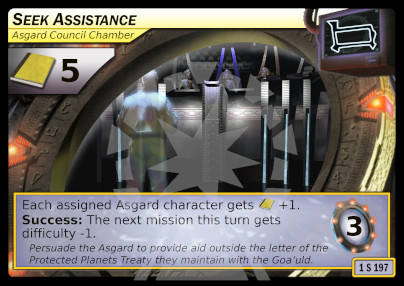 SEEK ASSISTANCE
Asgard Council Chamber
5
Each assigned Asgard character gets +1.
Success: The next mission this turn gets
difficulty -1.
Persuade the Asgard to provide aid outside the letter of the
Protected Planets Treaty they maintain with the Goa'uld.
3
1 S 197